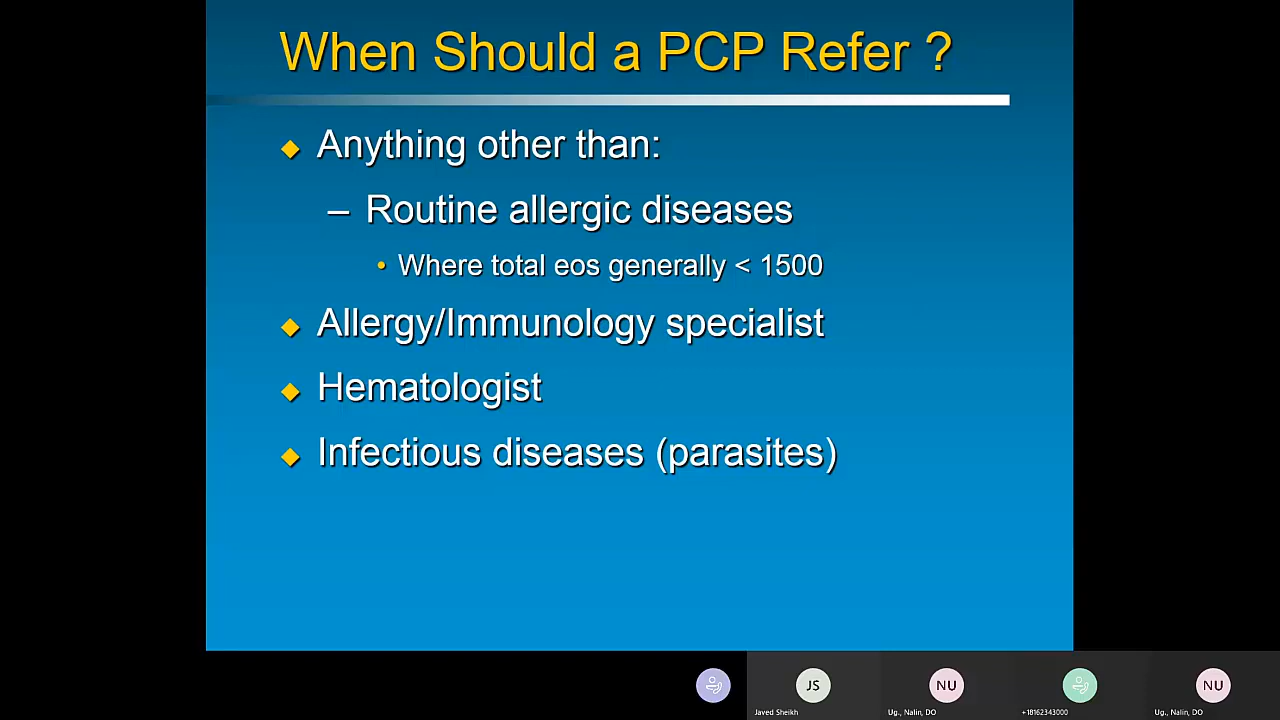 When Should a PCP Refer ?
Anything other than:
– Routine allergic diseases
• Where total eos generally < 1500
Allergy/Immunology specialist
Hematologist
Infectious diseases (parasites)
JS
NU
NU
Javed Sheikh
Ug., Nalin, DO
+18162343000
Ug., Nalin, DO